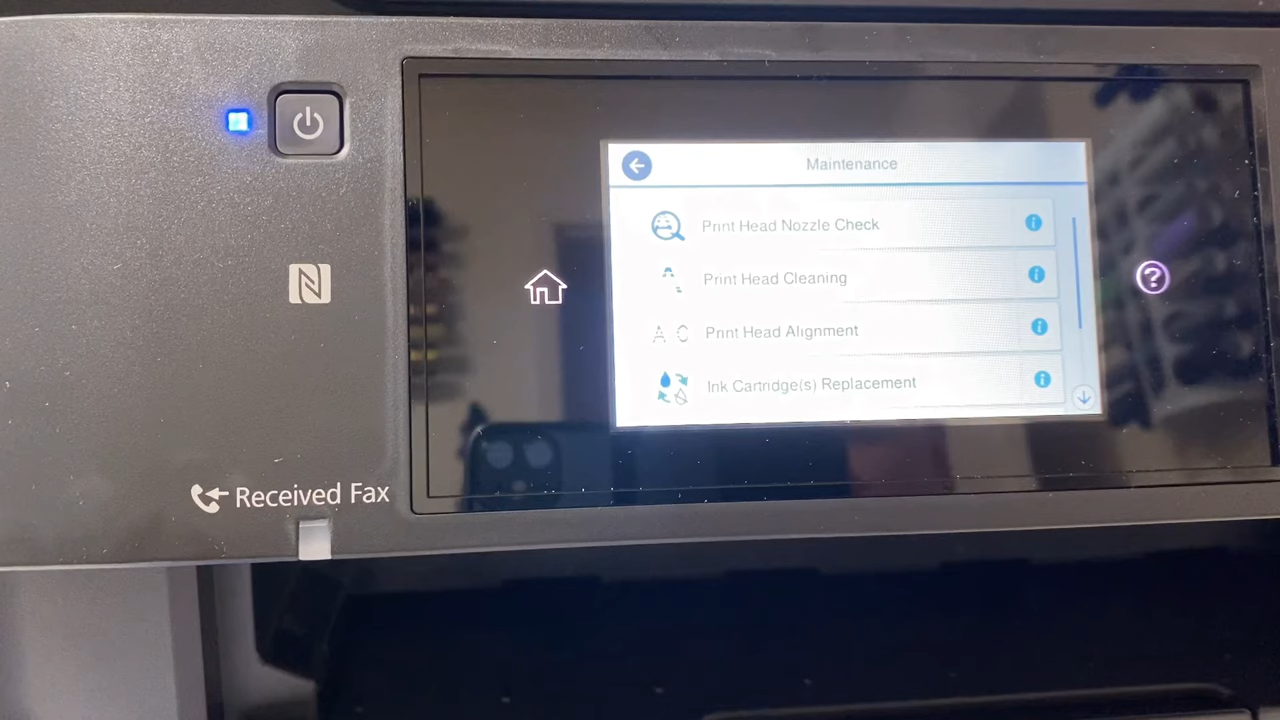 Maintenance
Print Head Nozzle Check
Print Head Cleaning
Print Head Alignment
Ink Cartridge(s) Replacement
Received Fax